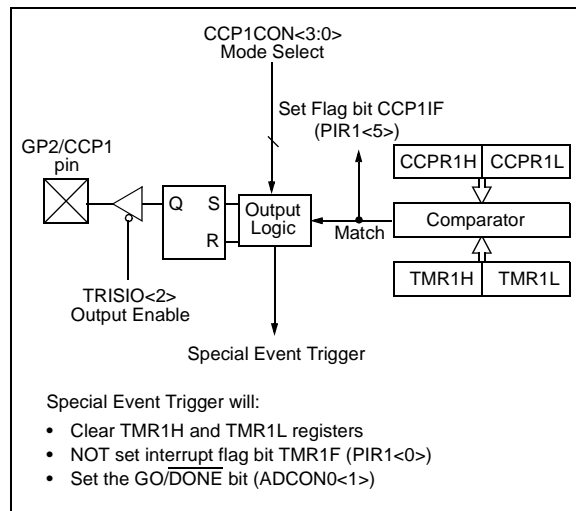 CCP1CON<3:0>
Mode Select
Set Flag bit CCP1IF
(PIR1<5>)
GP2/CCP1
pin
CCPR1H CCPR1L
Q S
R
Output
Logic
Match
Comparator
TRISIO<2>
Output Enable
TMR1H TMR1L
Special Event Trigger
Special Event Trigger will:
• Clear TMR1H and TMR1L registers
• NOT set interrupt flag bit TMR1F (PIR1<0>)
• Set the GO/DONE bit (ADCON0<1>)